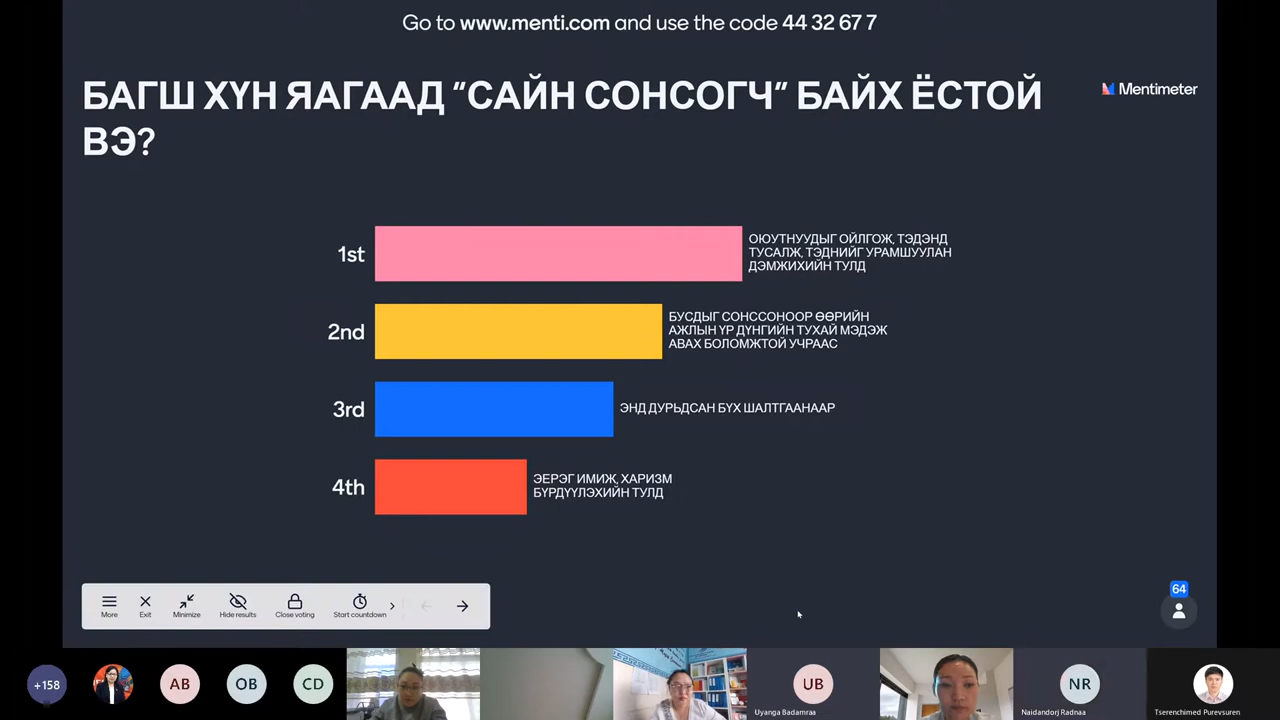 Go to www.menti.com and use the code 44 32 67 7
БАГШ ХҮН ЯАГААД “САЙН СОНСОГЧ” БАЙХ ЁСТОЙ
ВЭ?
Mentimeter
1st
ОЮУТНУУДЫГ ОЙЛГОЖ, ТЭДЭНД
ТУСАЛЖ, ТЭДНИЙГ УРАМШУУЛАН
ДЭМЖИХИЙН ТУЛД
2nd
БУСДЫГ СОНССОНООР ӨӨРИЙН
АЖЛЫН ҮР ДҮНГИЙН ТУХАЙ МЭДЭЖ
АВАХ БОЛОМЖТОЙ УЧРААС
3rd
ЭНД ДУРЬДСАН БҮХ ШАЛТГААНААР
4th
ЭЕРЭГ ИМИЖ, ХАРИЗМ
БҮРДҮҮЛЭХИЙН ТУЛД
More Exit Minimize Hide results Close voting Start countdown
64
+158 AB OB CD UB NR
Uyanga Badamraa Naidandorj Radnaa Tserenchimed Purevsuren